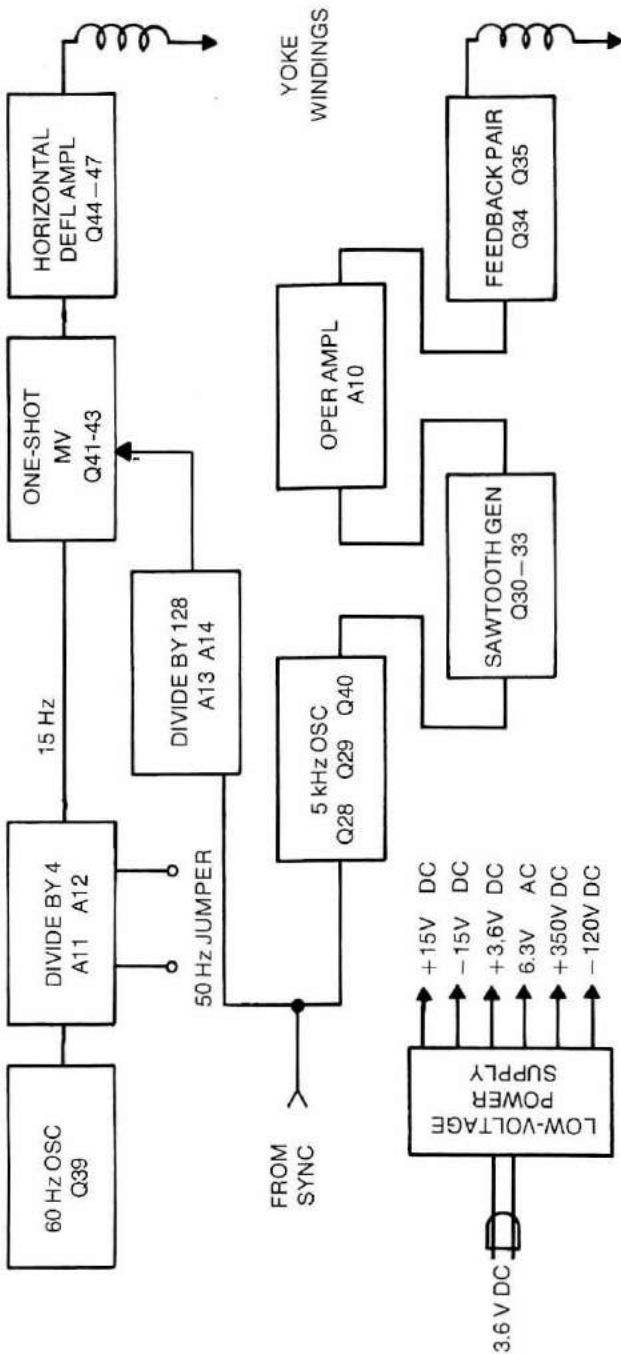 60 Hz OSC
Q39
DIVIDE BY 4
A11 A12
15 Hz
ONE-SHOT
MV
Q41-43
HORIZONTAL
DEFL AMPL
Q44–47
50 Hz JUMPER
DIVIDE BY 128
A13 A14
YOKE
WINDINGS
FROM
SYNC
5 kHz OSC
Q28 Q29 Q40
OPER AMPL
A10
SAWTOOTH GEN
Q30–33
FEEDBACK PAIR
Q34 Q35
3.6 V DC
LOW-VOLTAGE
POWER
SUPPLY
+15V DC
–15V DC
+3,6V DC
6.3V AC
+350V DC
–120V DC